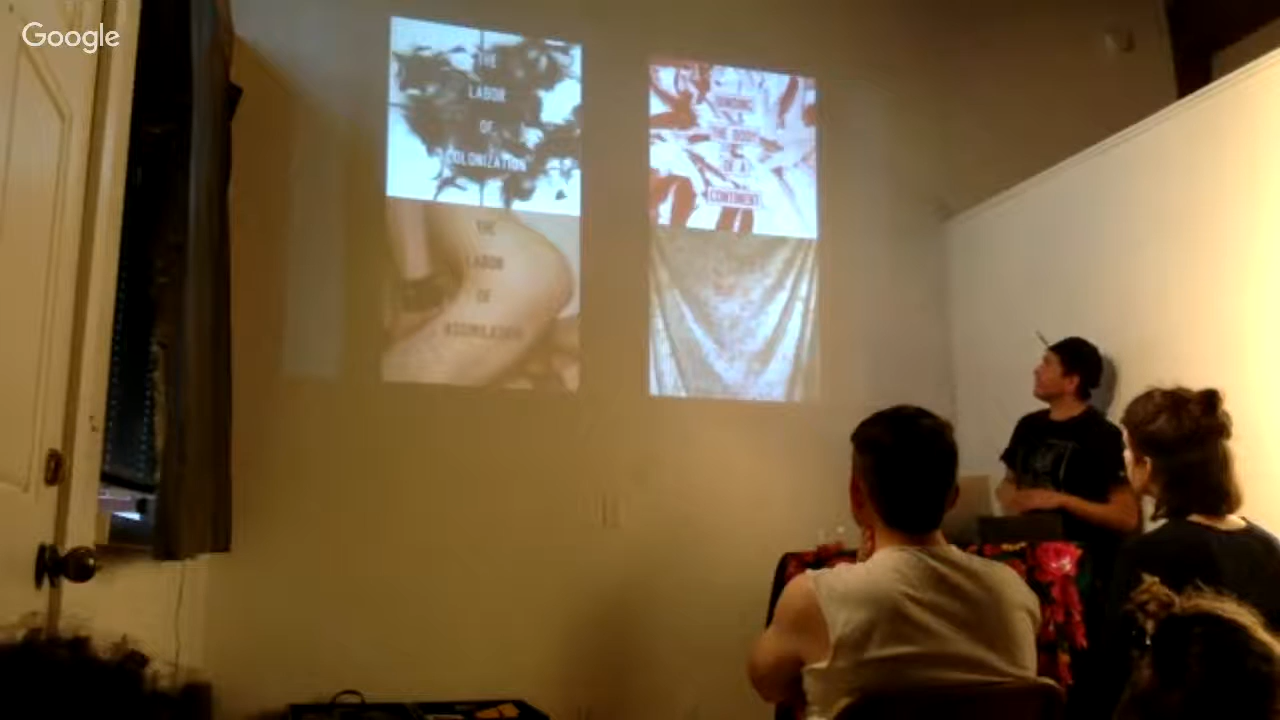 Google
THE
LABOR
OF
COLONIZATION
THE
LABOR
OF
ASSIMILATION
BINDING
THE BODY
OF A
CONTINENT